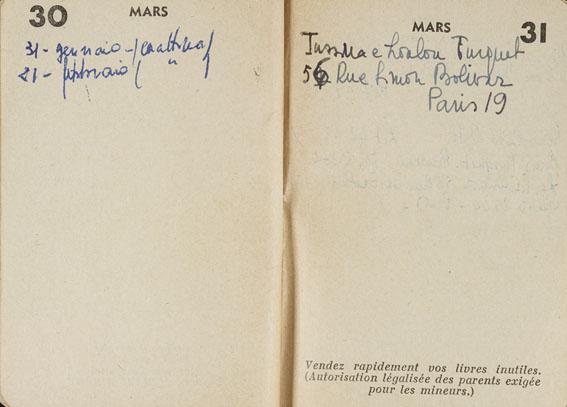 30 MARS
31 - gennaio - (mattina)
21 - febbraio ( " )
MARS 31
Loulou Turquet
56 Rue Simon Bolivar
Paris 19
Vendez rapidement vos livres inutiles.
(Autorisation légalisée des parents exigée
pour les mineurs.)